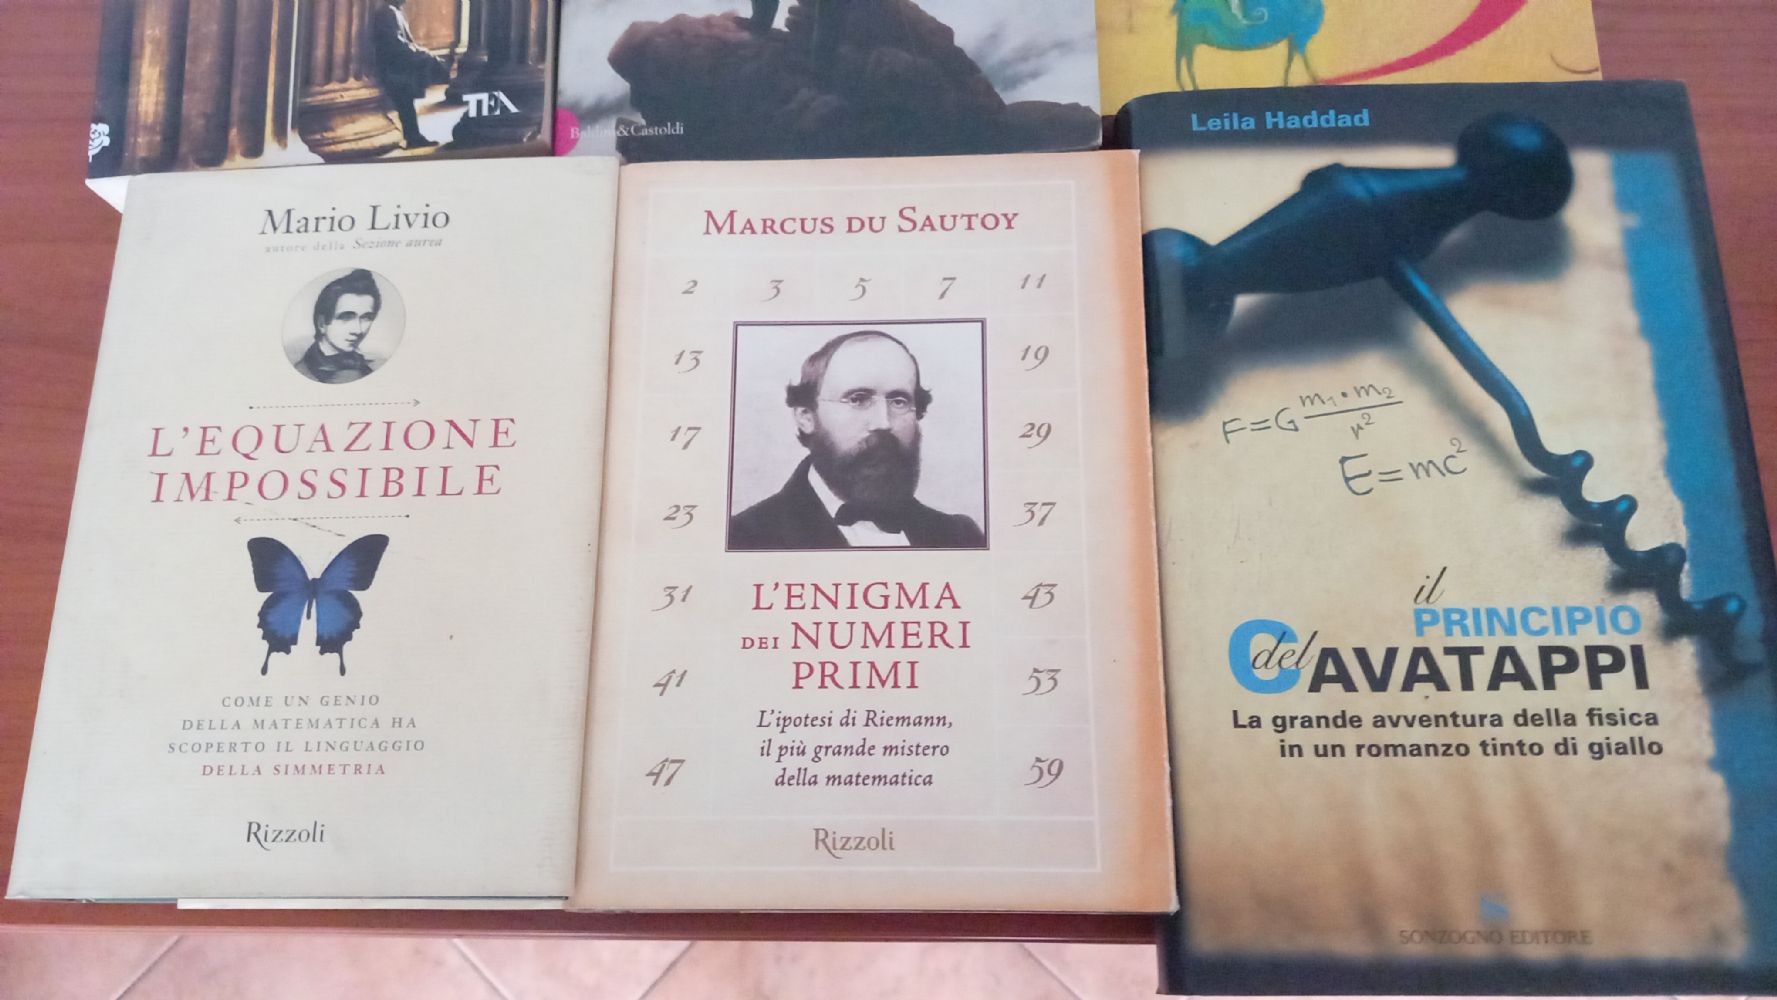 TEA
Baldini&Castoldi
Mario Livio
autore della Sezione aurea
L'EQUAZIONE
IMPOSSIBILE
COME UN GENIO
DELLA MATEMATICA HA
SCOPERTO IL LINGUAGGIO
DELLA SIMMETRIA
Rizzoli
MARCUS DU SAUTOY
2 3 5 7 11
13 19
17 29
23 37
31 43
41 53
47 59
L'ENIGMA
DEI NUMERI
PRIMI
L'ipotesi di Riemann,
il più grande mistero
della matematica
Rizzoli
Leila Haddad
F=G m₁·m₂/r²
E=mc²
il
PRINCIPIO
del CAVATAPPI
La grande avventura della fisica
in un romanzo tinto di giallo
SONZOGNO EDITORE